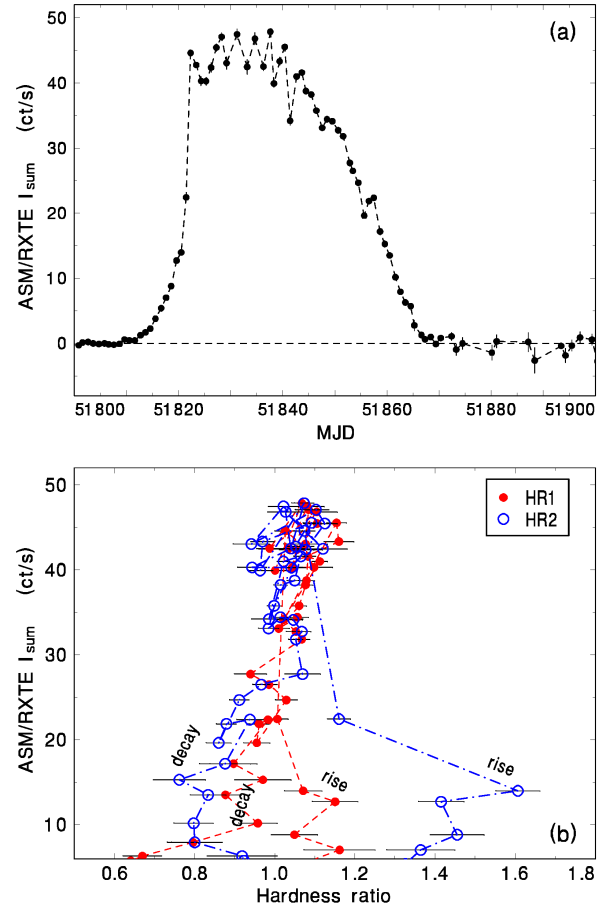 (a)
50
40
30
20
10
0
ASM/RXTE Isum (ct/s)
51800 51820 51840 51860 51880 51900
MJD
50
40
30
20
10
ASM/RXTE Isum (ct/s)
HR1
HR2
decay
rise
rise
decay
(b)
0.6 0.8 1.0 1.2 1.4 1.6 1.8
Hardness ratio